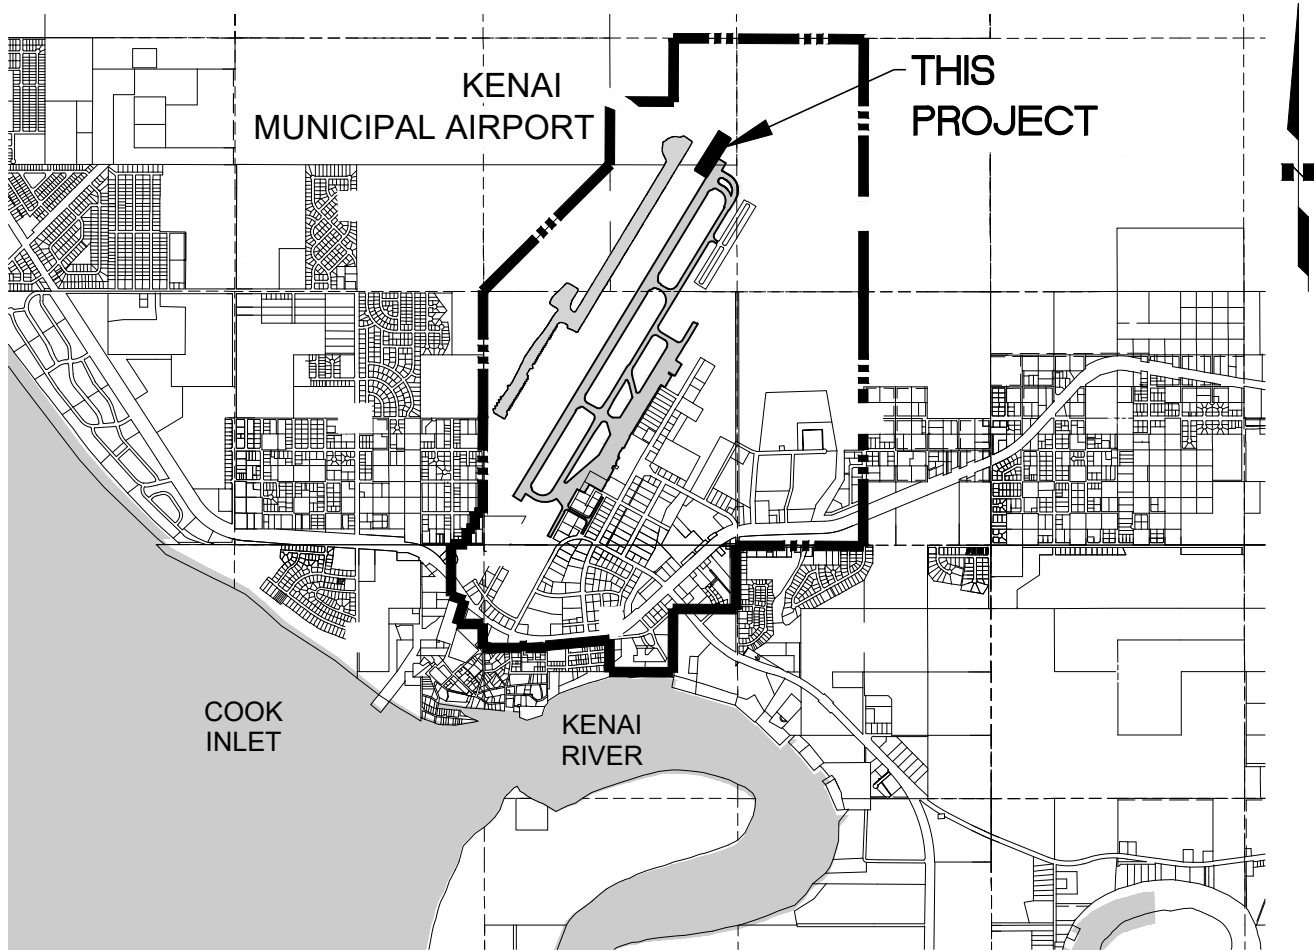 KENAI
MUNICIPAL AIRPORT
THIS
PROJECT
COOK
INLET
KENAI
RIVER